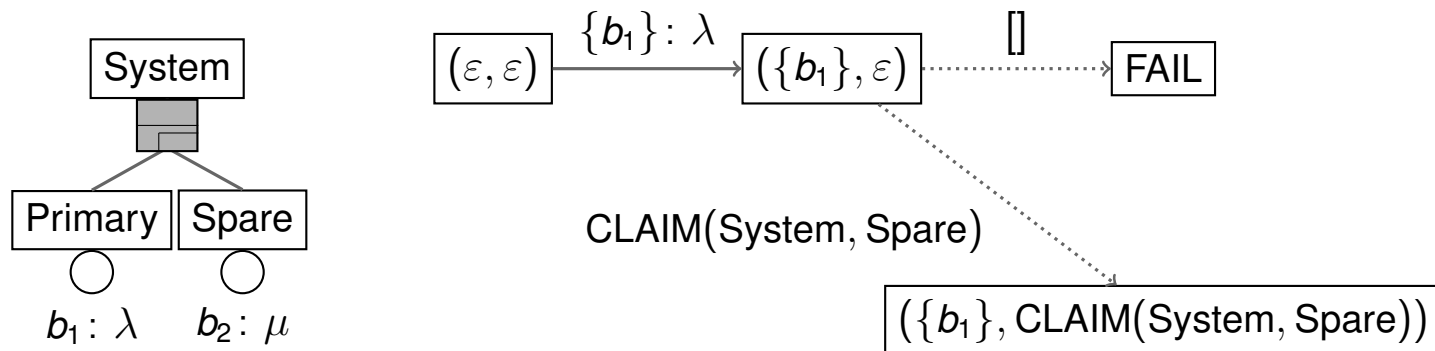 System
Primary
Spare
b₁: λ
b₂: μ
(ε, ε)
{b₁}: λ
({b₁}, ε)
[]
FAIL
CLAIM(System, Spare)
({b₁}, CLAIM(System, Spare))